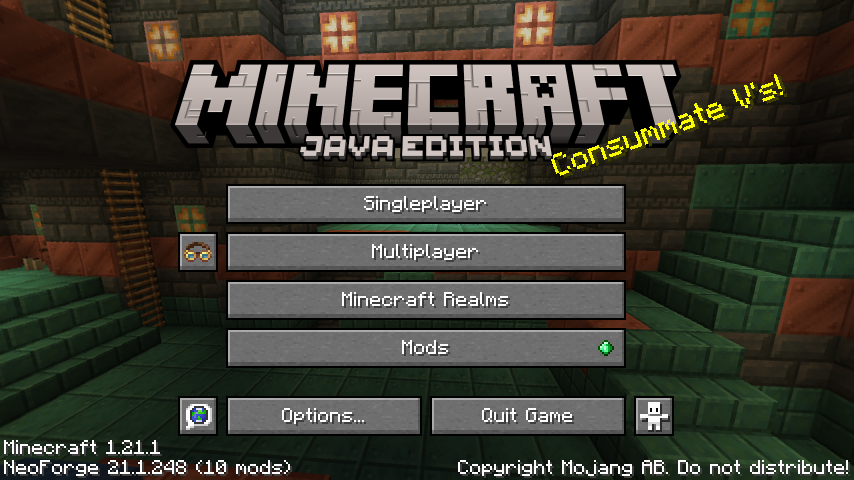 MINECRAFT
JAVA EDITION
Consummate V's!
Singleplayer
Multiplayer
Minecraft Realms
Mods
Options...
Quit Game
Minecraft 1.21.1
NeoForge 21.1.248 (10 mods)
Copyright Mojang AB. Do not distribute!